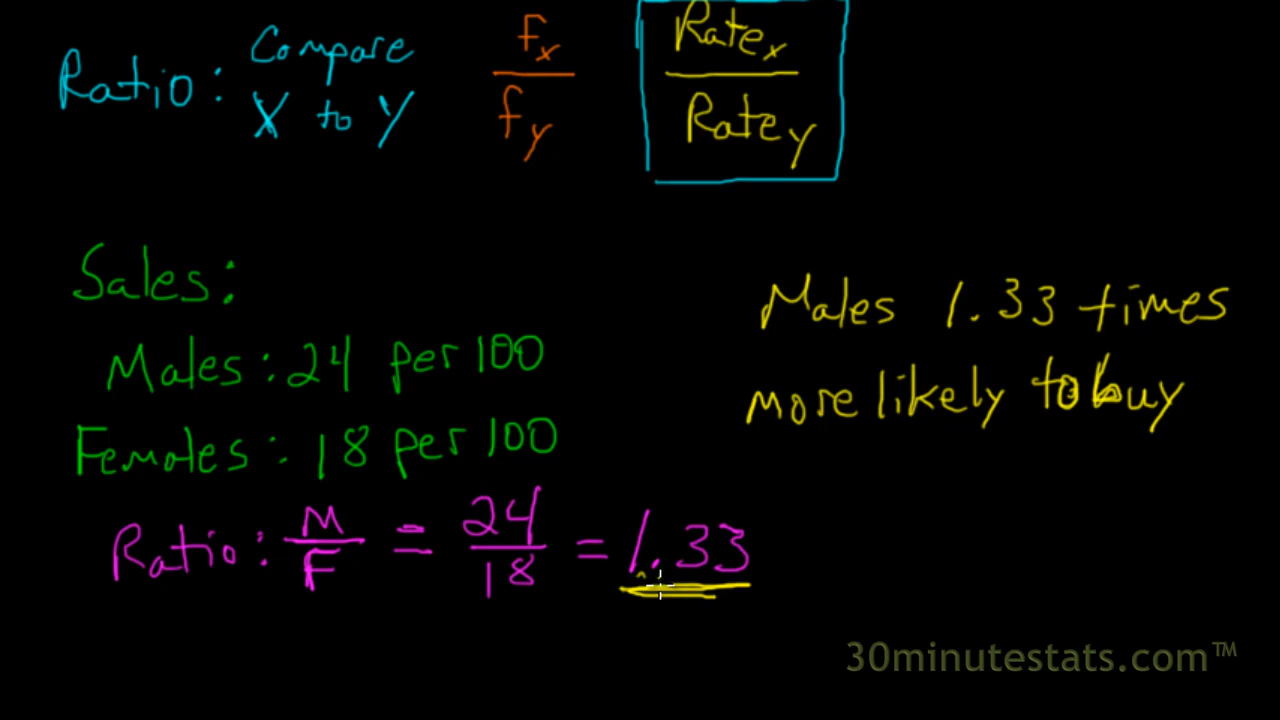 Ratio: Compare X to Y
fx / fy
Ratex / Ratey
Sales:
Males: 24 per 100
Females: 18 per 100
Ratio: M/F = 24/18 = 1.33
Males 1.33 times
more likely to buy
30minutestats.com™